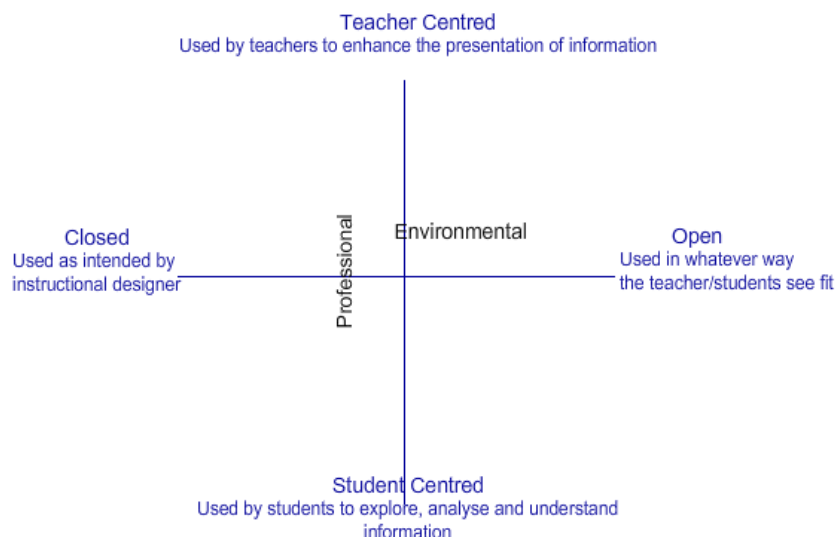 Teacher Centred
Used by teachers to enhance the presentation of information
Professional
Environmental
Closed
Used as intended by
instructional designer
Open
Used in whatever way
the teacher/students see fit
Student Centred
Used by students to explore, analyse and understand
information